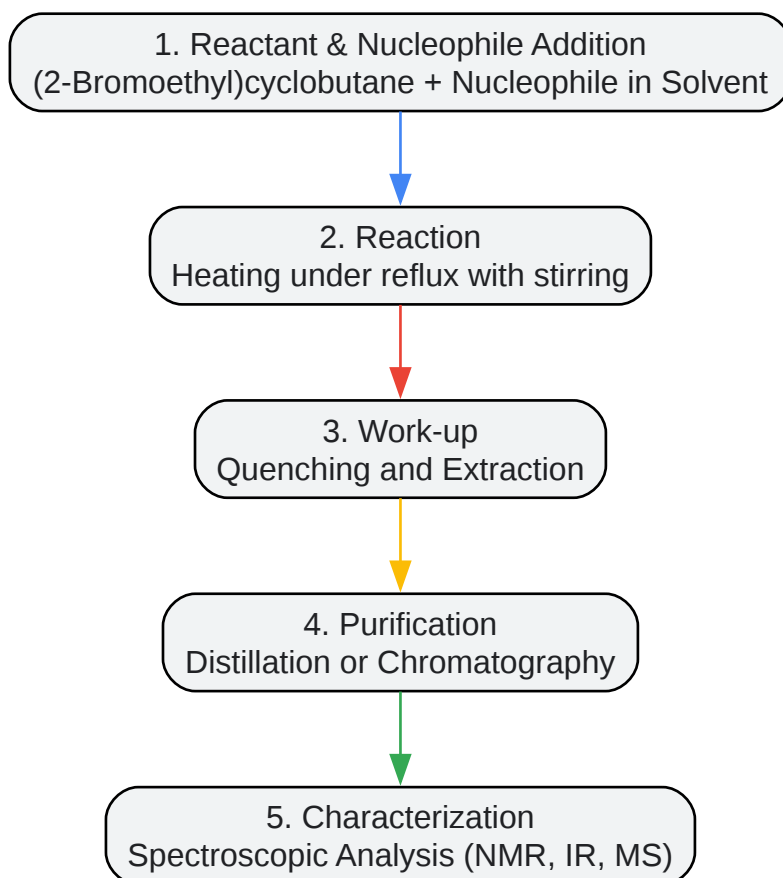 1. Reactant & Nucleophile Addition
(2-Bromoethyl)cyclobutane + Nucleophile in Solvent
2. Reaction
Heating under reflux with stirring
3. Work-up
Quenching and Extraction
4. Purification
Distillation or Chromatography
5. Characterization
Spectroscopic Analysis (NMR, IR, MS)